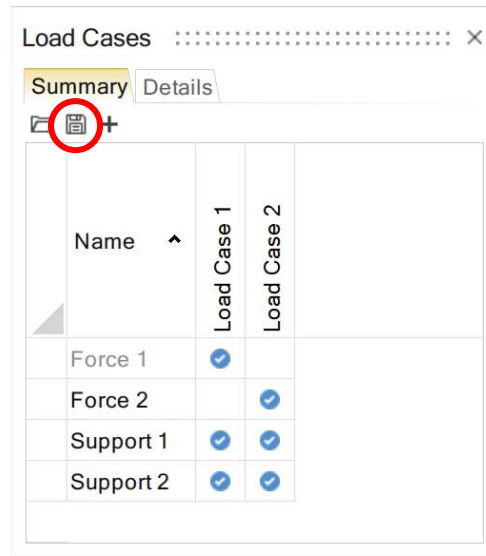 Load Cases
Summary Details
Name Load Case 1 Load Case 2
Force 1
Force 2
Support 1
Support 2